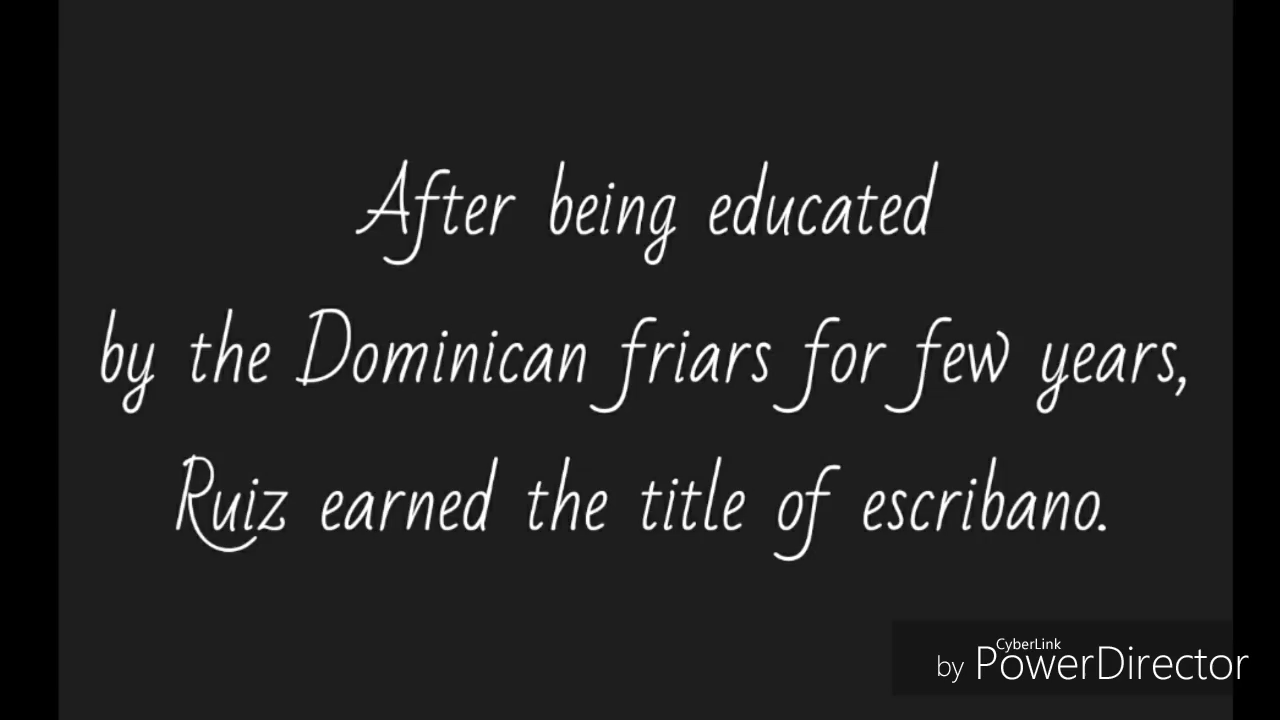 After being educated
by the Dominican friars for few years,
Ruiz earned the title of escribano.
CyberLink
by PowerDirector